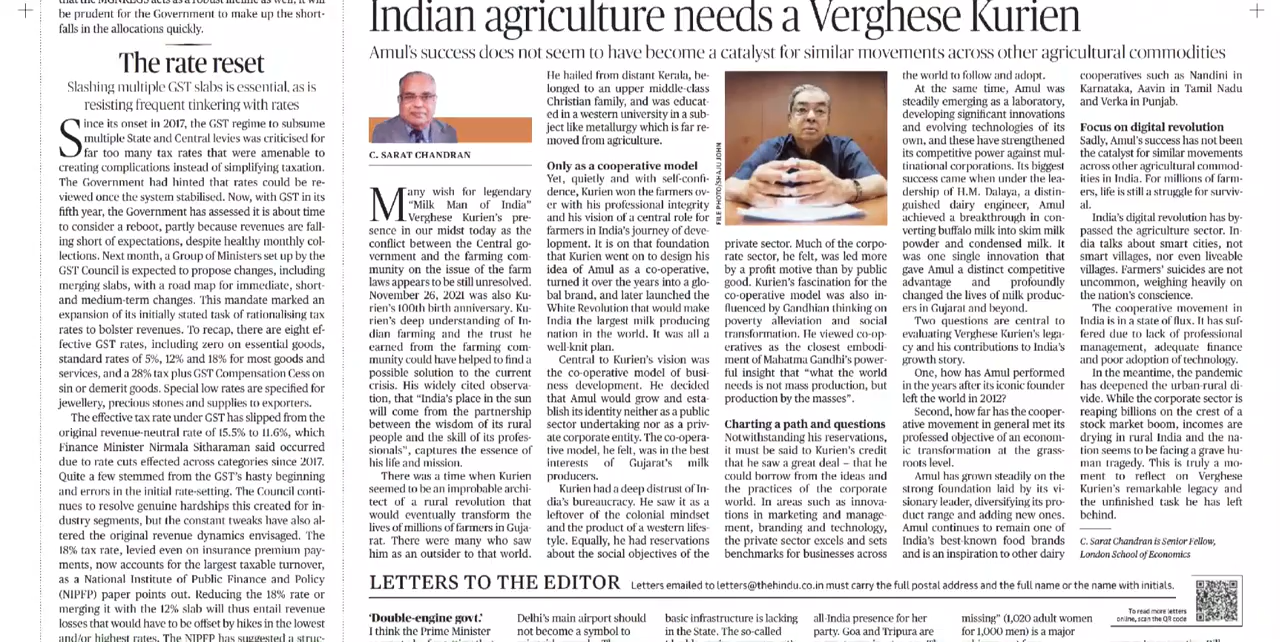 that the MGNREGS acts as a robust lifeline as well, it will
be prudent for the Government to make up the short-
falls in the allocations quickly.
The rate reset
Slashing multiple GST slabs is essential, as is
resisting frequent tinkering with rates
Since its onset in 2017, the GST regime to subsume
multiple State and Central levies was criticised for
far too many tax rates that were amenable to
creating complications instead of simplifying taxation.
The Government had hinted that rates could be re-
viewed once the system stabilised. Now, with GST in its
fifth year, the Government has assessed it is about time
to consider a reboot, partly because revenues are fall-
ing short of expectations, despite healthy monthly col-
lections. Next month, a Group of Ministers set up by the
GST Council is expected to propose changes, including
merging slabs, with a road map for immediate, short-
and medium-term changes. This mandate marked an
expansion of its initially stated task of rationalising tax
rates to bolster revenues. To recap, there are eight ef-
fective GST rates, including zero on essential goods,
standard rates of 5%, 12% and 18% for most goods and
services, and a 28% tax plus GST Compensation Cess on
sin or demerit goods. Special low rates are specified for
jewellery, precious stones and supplies to exporters.
The effective tax rate under GST has slipped from the
original revenue-neutral rate of 15.5% to 11.6%, which
Finance Minister Nirmala Sitharaman said occurred
due to rate cuts effected across categories since 2017.
Quite a few stemmed from the GST's hasty beginning
and errors in the initial rate-setting. The Council conti-
nues to resolve genuine hardships this created for in-
dustry segments, but the constant tweaks have also al-
tered the original revenue dynamics envisaged. The
18% tax rate, levied even on insurance premium pay-
ments, now accounts for the largest taxable turnover,
as a National Institute of Public Finance and Policy
(NIPFP) paper points out. Reducing the 18% rate or
merging it with the 12% slab will thus entail revenue
losses that would have to be offset by hikes in the lowest
and/or highest rates. The NIPFP has suggested a struc-
Indian agriculture needs a Verghese Kurien
Amul's success does not seem to have become a catalyst for similar movements across other agricultural commodities
C. SARAT CHANDRAN
Many wish for legendary
"Milk Man of India"
Verghese Kurien's pre-
sence in our midst today as the
conflict between the Central go-
vernment and the farming com-
munity on the issue of the farm
laws appears to be still unresolved.
November 26, 2021 was also Ku-
rien's 100th birth anniversary. Ku-
rien's deep understanding of In-
dian farming and the trust he
earned from the farming com-
munity could have helped to find a
possible solution to the current
crisis. His widely cited observa-
tion, that "India's place in the sun
will come from the partnership
between the wisdom of its rural
people and the skill of its profes-
sionals", captures the essence of
his life and mission.
There was a time when Kurien
seemed to be an improbable archi-
tect of a rural revolution that
would eventually transform the
lives of millions of farmers in Guja-
rat. There were many who saw
him as an outsider to that world.
He hailed from distant Kerala, be-
longed to an upper middle-class
Christian family, and was educat-
ed in a western university in a sub-
ject like metallurgy which is far re-
moved from agriculture.
Only as a cooperative model
Yet, quietly and with self-confi-
dence, Kurien won the farmers ov-
er with his professional integrity
and his vision of a central role for
farmers in India's journey of deve-
lopment. It is on that foundation
that Kurien went on to design his
idea of Amul as a co-operative,
turned it over the years into a glo-
bal brand, and later launched the
White Revolution that would make
India the largest milk producing
nation in the world. It was all a
well-knit plan.
Central to Kurien's vision was
the co-operative model of busi-
ness development. He decided
that Amul would grow and esta-
blish its identity neither as a public
sector undertaking nor as a priv-
ate corporate entity. The co-opera-
tive model, he felt, was in the best
interests of Gujarat's milk
producers.
Kurien had a deep distrust of In-
dia's bureaucracy. He saw it as a
leftover of the colonial mindset
and the product of a western lifes-
tyle. Equally, he had reservations
about the social objectives of the
FILE PHOTO/SHAJU JOHN
private sector. Much of the corpo-
rate sector, he felt, was led more
by a profit motive than by public
good. Kurien's fascination for the
co-operative model was also in-
fluenced by Gandhian thinking on
poverty alleviation and social
transformation. He viewed co-op-
eratives as the closest embodi-
ment of Mahatma Gandhi's power-
ful insight that "what the world
needs is not mass production, but
production by the masses".
Charting a path and questions
Notwithstanding his reservations,
it must be said to Kurien's credit
that he saw a great deal – that he
could borrow from the ideas and
the practices of the corporate
world. In areas such as innova-
tions in marketing and manage-
ment, branding and technology,
the private sector excels and sets
benchmarks for businesses across
the world to follow and adopt.
At the same time, Amul was
steadily emerging as a laboratory,
developing significant innovations
and evolving technologies of its
own, and these have strengthened
its competitive power against mul-
tinational corporations. Its biggest
success came when under the lea-
dership of H.M. Dalaya, a distin-
guished dairy engineer, Amul
achieved a breakthrough in con-
verting buffalo milk into skim milk
powder and condensed milk. It
was one single innovation that
gave Amul a distinct competitive
advantage and profoundly
changed the lives of milk produc-
ers in Gujarat and beyond.
Two questions are central to
evaluating Verghese Kurien's lega-
cy and his contributions to India's
growth story.
One, how has Amul performed
in the years after its iconic founder
left the world in 2012?
Second, how far has the cooper-
ative movement in general met its
professed objective of an econom-
ic transformation at the grass-
roots level.
Amul has grown steadily on the
strong foundation laid by its vi-
sionary leader, diversifying its pro-
duct range and adding new ones.
Amul continues to remain one of
India's best-known food brands
and is an inspiration to other dairy
cooperatives such as Nandini in
Karnataka, Aavin in Tamil Nadu
and Verka in Punjab.
Focus on digital revolution
Sadly, Amul's success has not been
the catalyst for similar movements
across other agricultural commod-
ities in India. For millions of farm-
ers, life is still a struggle for surviv-
al.
India's digital revolution has by-
passed the agriculture sector. In-
dia talks about smart cities, not
smart villages, nor even liveable
villages. Farmers' suicides are not
uncommon, weighing heavily on
the nation's conscience.
The cooperative movement in
India is in a state of flux. It has suf-
fered due to lack of professional
management, adequate finance
and poor adoption of technology.
In the meantime, the pandemic
has deepened the urban-rural di-
vide. While the corporate sector is
reaping billions on the crest of a
stock market boom, incomes are
drying in rural India and the na-
tion seems to be facing a grave hu-
man tragedy. This is truly a mo-
ment to reflect on Verghese
Kurien's remarkable legacy and
the unfinished task he has left
behind.
C. Sarat Chandran is Senior Fellow,
London School of Economics
LETTERS TO THE EDITOR Letters emailed to letters@thehindu.co.in must carry the full postal address and the full name or the name with initials.
To read more letters
online, scan the QR code
'Double-engine govt.'
I think the Prime Minister
Delhi's main airport should
not become a symbol to
basic infrastructure is lacking
in the State. The so-called
all-India presence for her
party. Goa and Tripura are
missing" (1,020 adult women
for 1,000 men) is a major